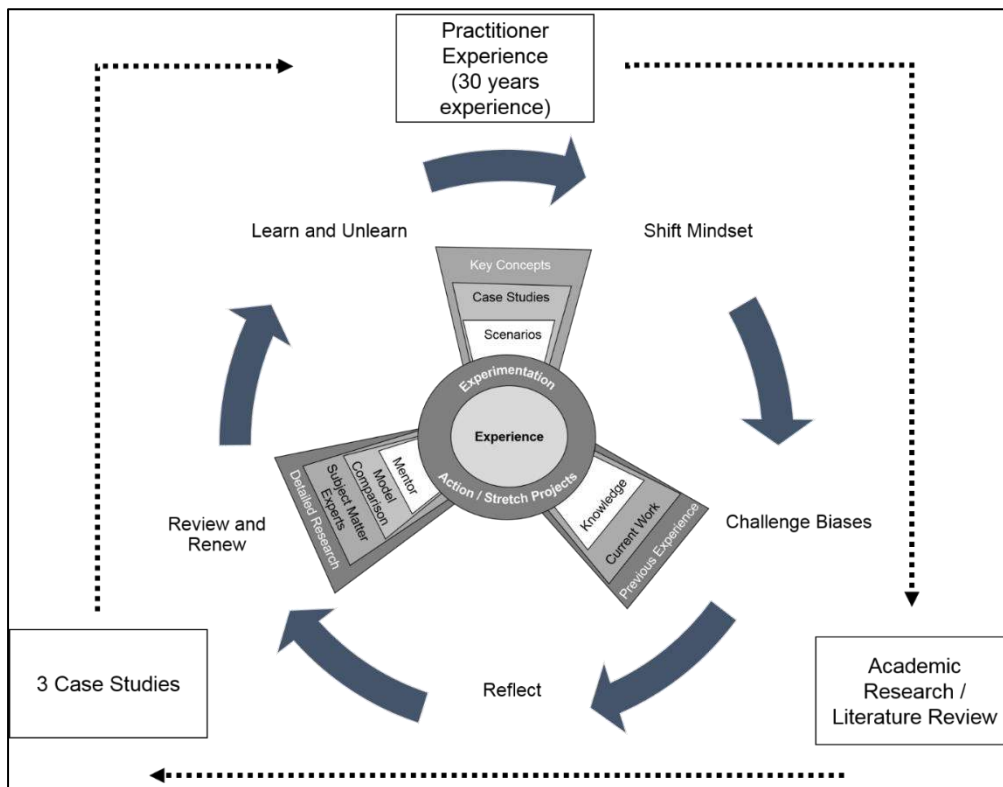 Practitioner
Experience
(30 years
experience)
Learn and Unlearn
Shift Mindset
Key Concepts
Case Studies
Scenarios
Experimentation
Experience
Action / Stretch Projects
Mentor
Model
Comparison
Subject Matter
Experts
Detailed Research
Knowledge
Current Work
Previous Experience
Review and
Renew
Challenge Biases
Reflect
3 Case Studies
Academic
Research /
Literature Review